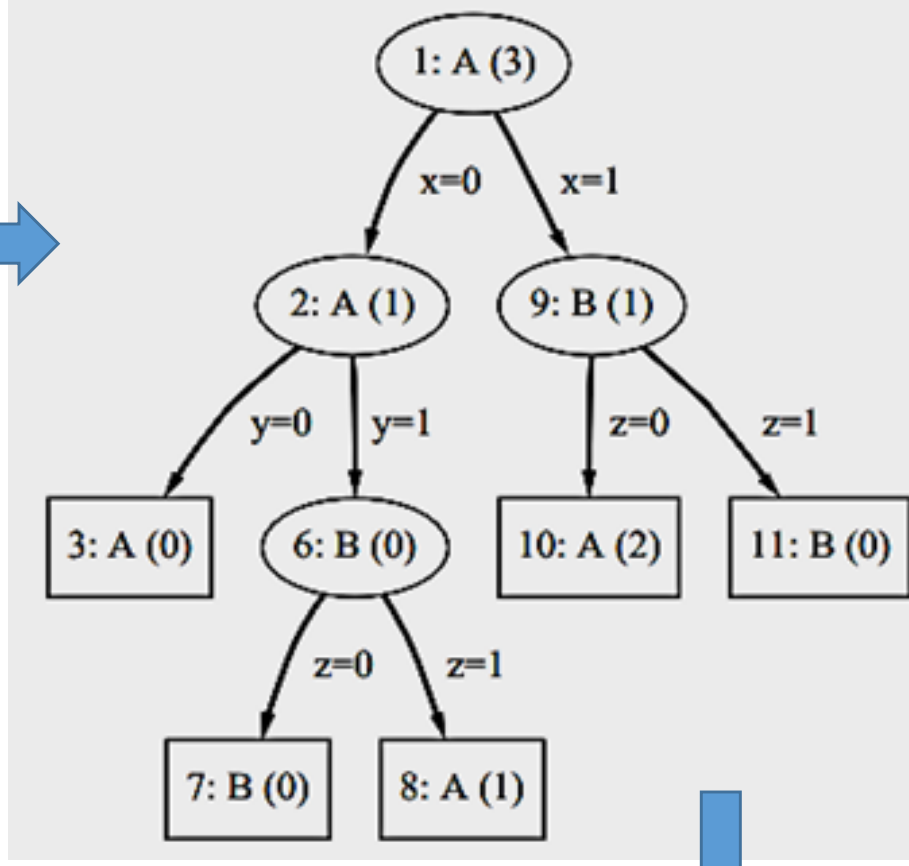 1: A (3)
x=0 x=1
2: A (1) 9: B (1)
y=0 y=1 z=0 z=1
3: A (0) 6: B (0) 10: A (2) 11: B (0)
z=0 z=1
7: B (0) 8: A (1)